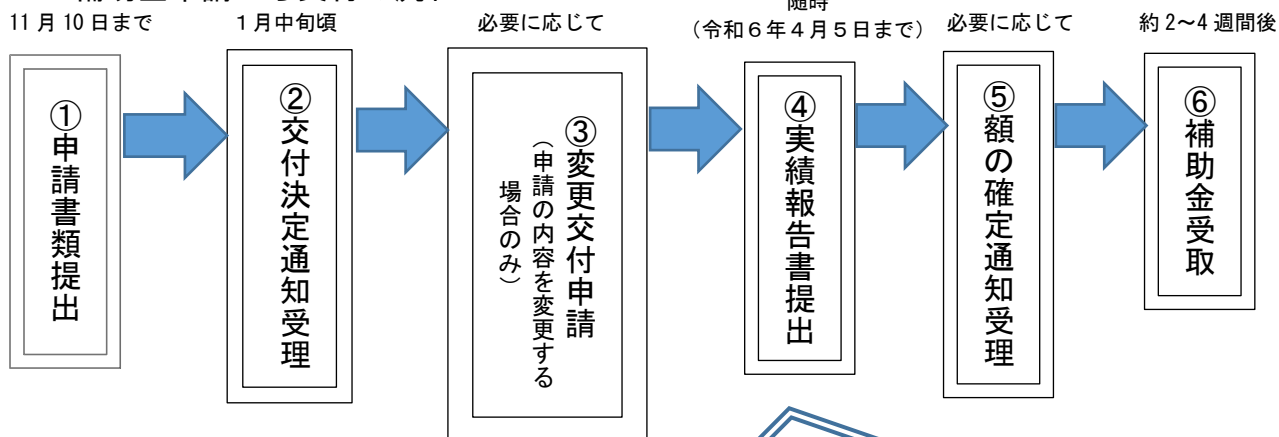 11月10日まで
①申請書類提出
1月中旬頃
②交付決定通知受理
必要に応じて
③変更交付申請
（申請の内容を変更する
場合のみ）
随時
（令和６年４月５日まで）
④実績報告書提出
必要に応じて
⑤額の確定通知受理
約2～4週間後
⑥補助金受取